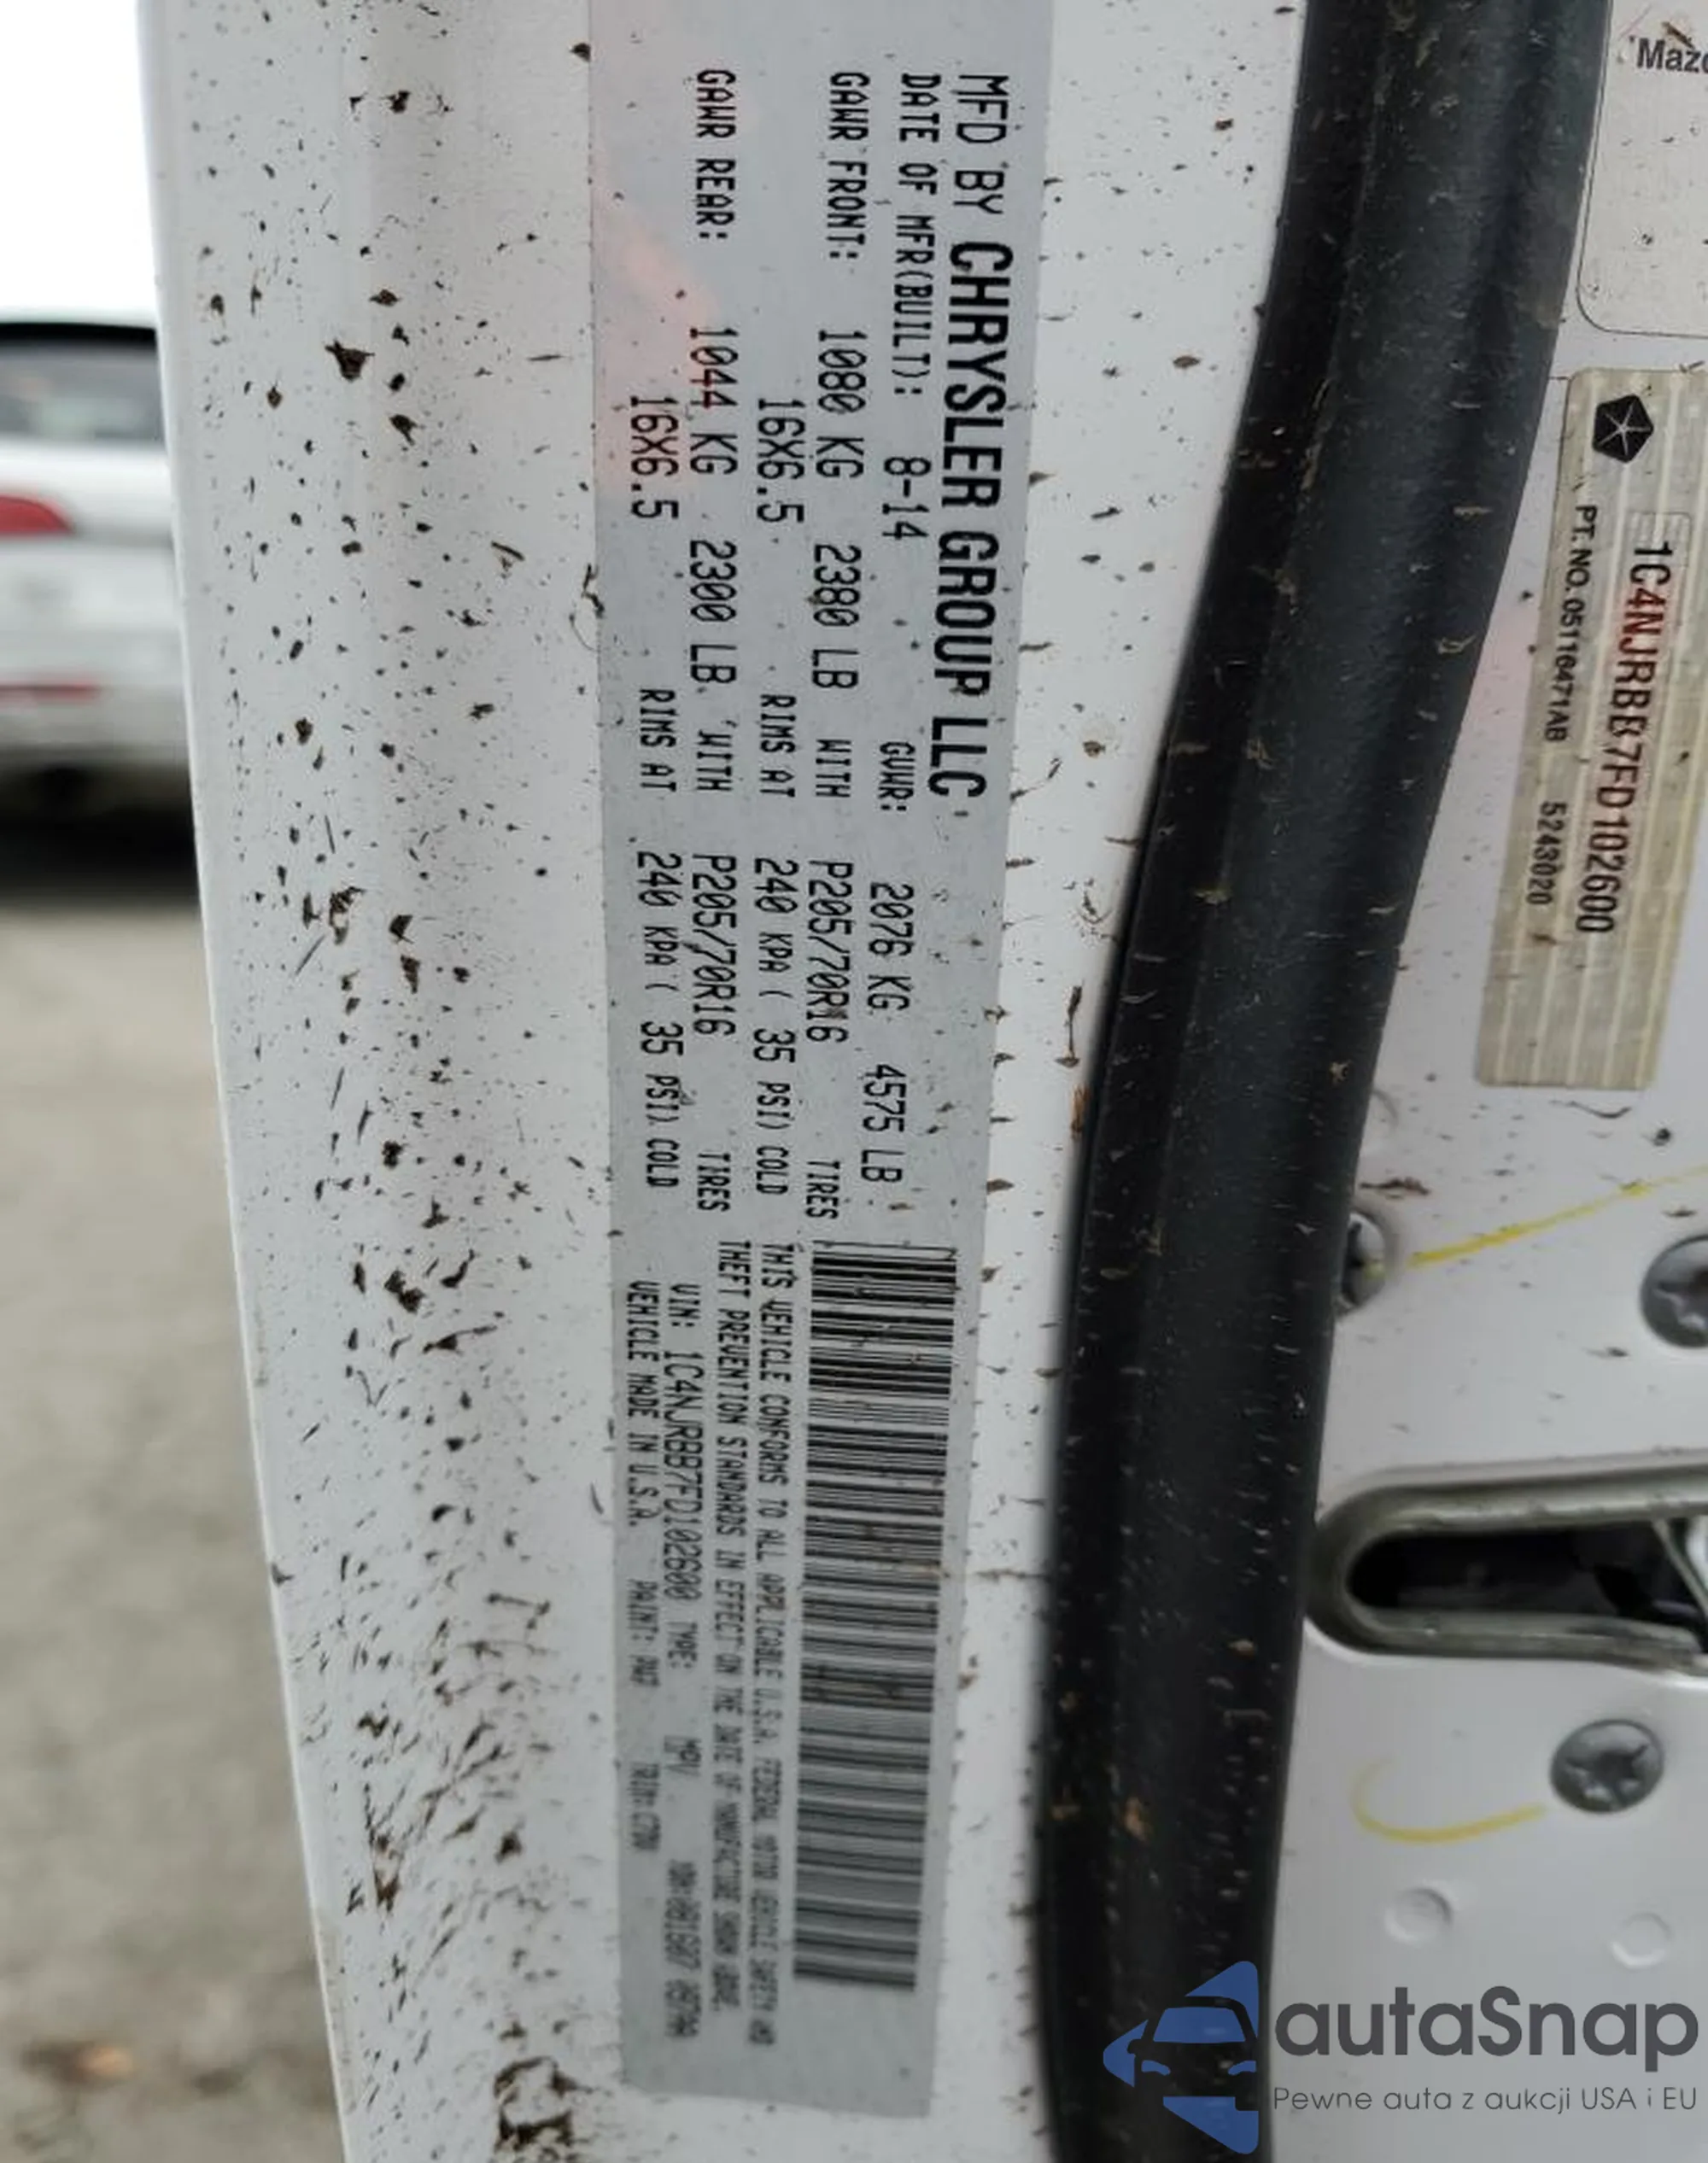 MFD BY CHRYSLER GROUP LLC
DATE OF MFR(BUILT): 8-14 GVWR: 2076 KG 4575 LB
GAWR FRONT: 1080 KG 2380 LB WITH P205/70R16 TIRES
16X6.5 RIMS AT 240 KPA ( 35 PSI) COLD
GAWR REAR: 1044 KG 2300 LB WITH P205/70R16 TIRES
16X6.5 RIMS AT 240 KPA ( 35 PSI) COLD
THIS VEHICLE CONFORMS TO ALL APPLICABLE U.S.A. FEDERAL MOTOR VEHICLE SAFETY AND
THEFT PREVENTION STANDARDS IN EFFECT ON THE DATE OF MANUFACTURE SHOWN ABOVE.
VIN: 1C4NJRBB7FD102600 TYPE: MPV
VEHICLE MADE IN U.S.A. PAINT: PW7 TRIM:
1C4NJRBB7FD102600
PT. NO. 05116471AB 5243020
autaSnap
Pewne auta z aukcji USA i EU